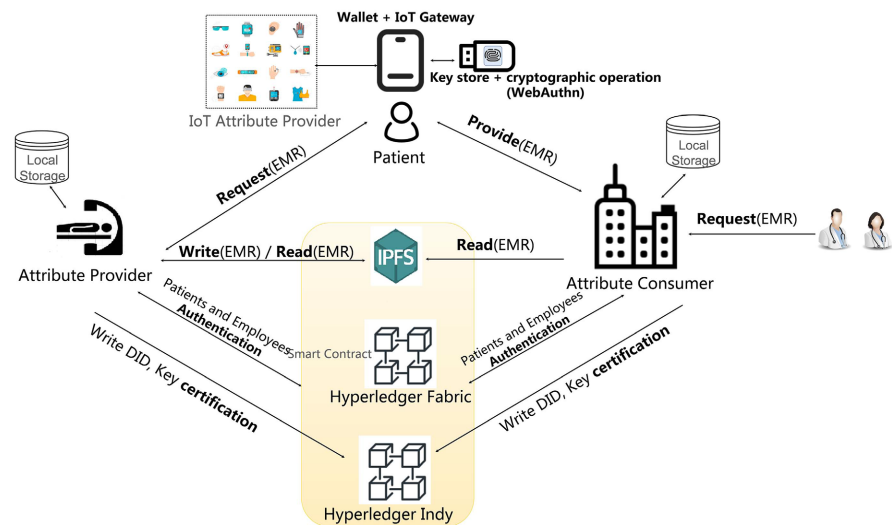 Wallet + IoT Gateway
Key store + cryptographic operation
(WebAuthn)
IoT Attribute Provider
Patient
Local
Storage
Local
Storage
Request(EMR)
Provide(EMR)
Request(EMR)
Write(EMR) / Read(EMR)
IPFS
Read(EMR)
Attribute Provider
Attribute Consumer
Patients and Employees
Authentication
Patients and Employees
Authentication
Smart Contract
Hyperledger Fabric
Write DID, Key certification
Write DID, Key certification
Hyperledger Indy